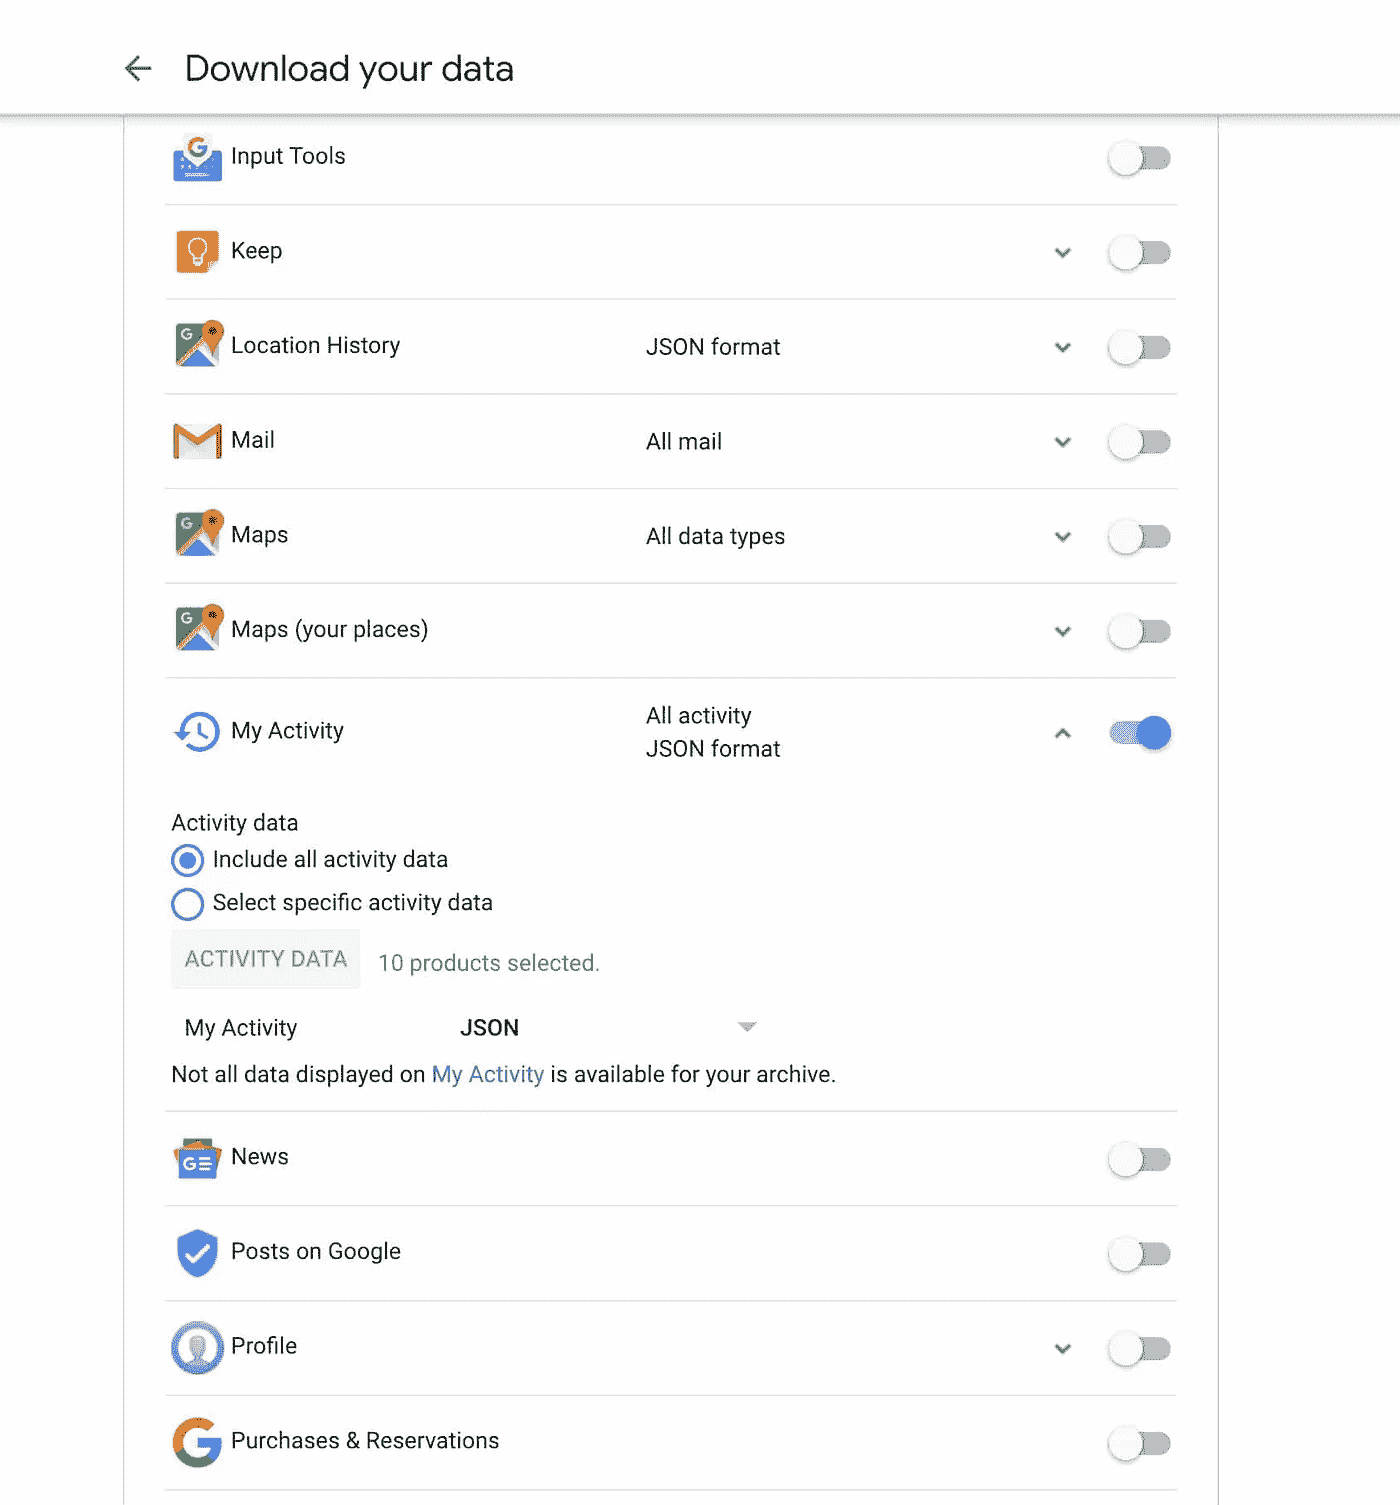 Download your data
Input Tools
Keep
Location History JSON format
Mail All mail
Maps All data types
Maps (your places)
My Activity All activity
JSON format
Activity data
Include all activity data
Select specific activity data
ACTIVITY DATA 10 products selected.
My Activity JSON
Not all data displayed on My Activity is available for your archive.
News
Posts on Google
Profile
Purchases & Reservations